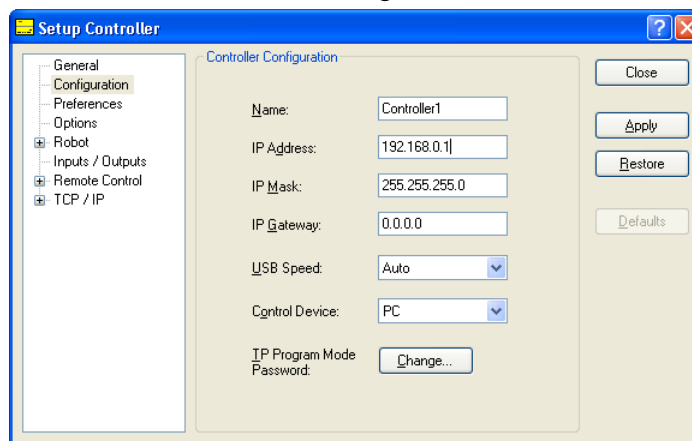 Setup Controller
General
Configuration
Preferences
Options
Robot
Inputs / Outputs
Remote Control
TCP / IP
Controller Configuration
Name: Controller1
IP Address: 192.168.0.1
IP Mask: 255.255.255.0
IP Gateway: 0.0.0.0
USB Speed: Auto
Control Device: PC
TP Program Mode
Password: Change...
Close
Apply
Restore
Defaults